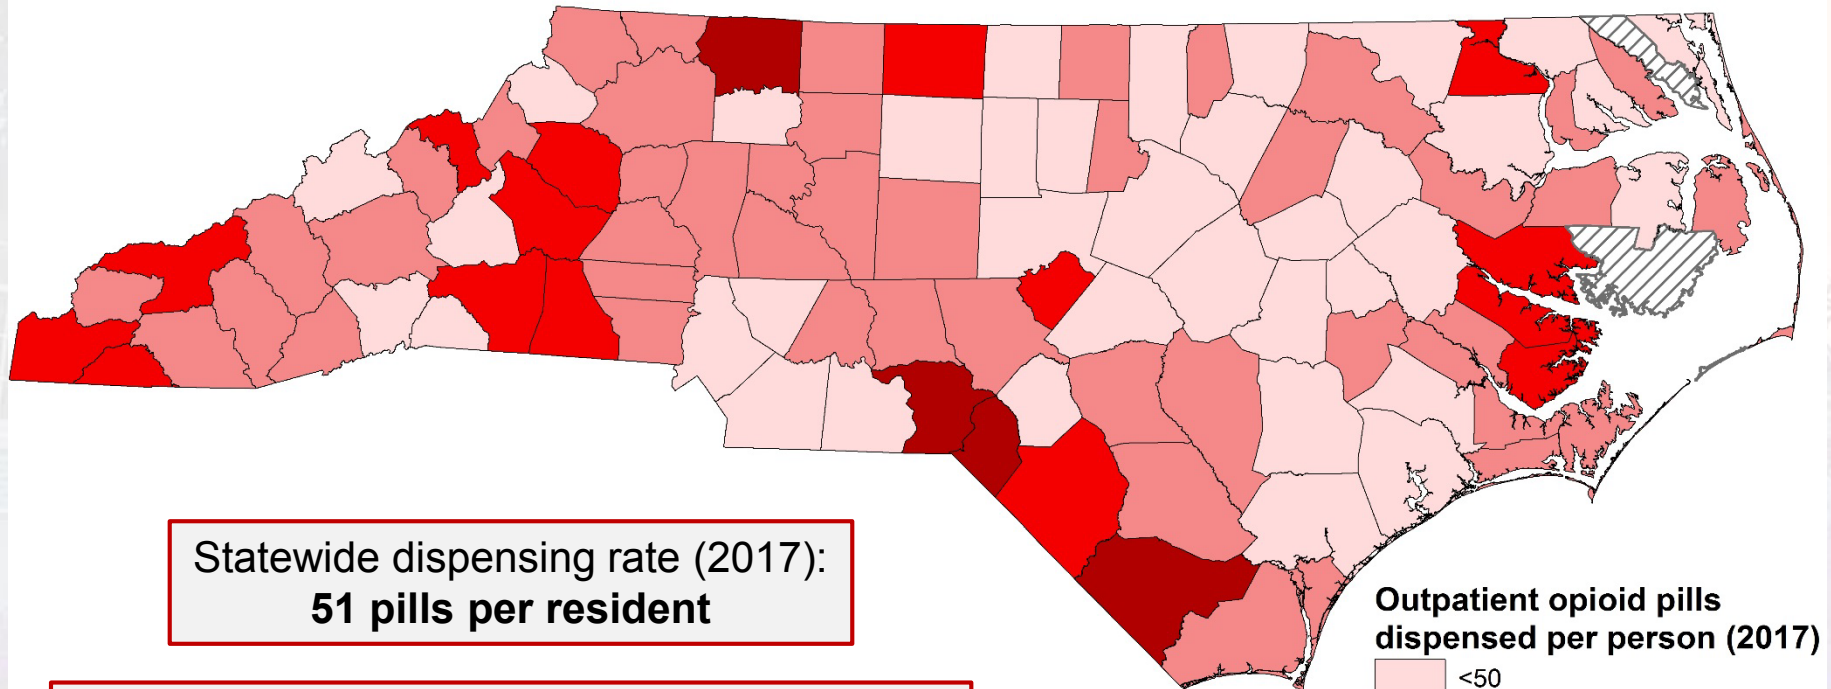 Statewide dispensing rate (2017):
51 pills per resident
Outpatient opioid pills
dispensed per person (2017)
<50